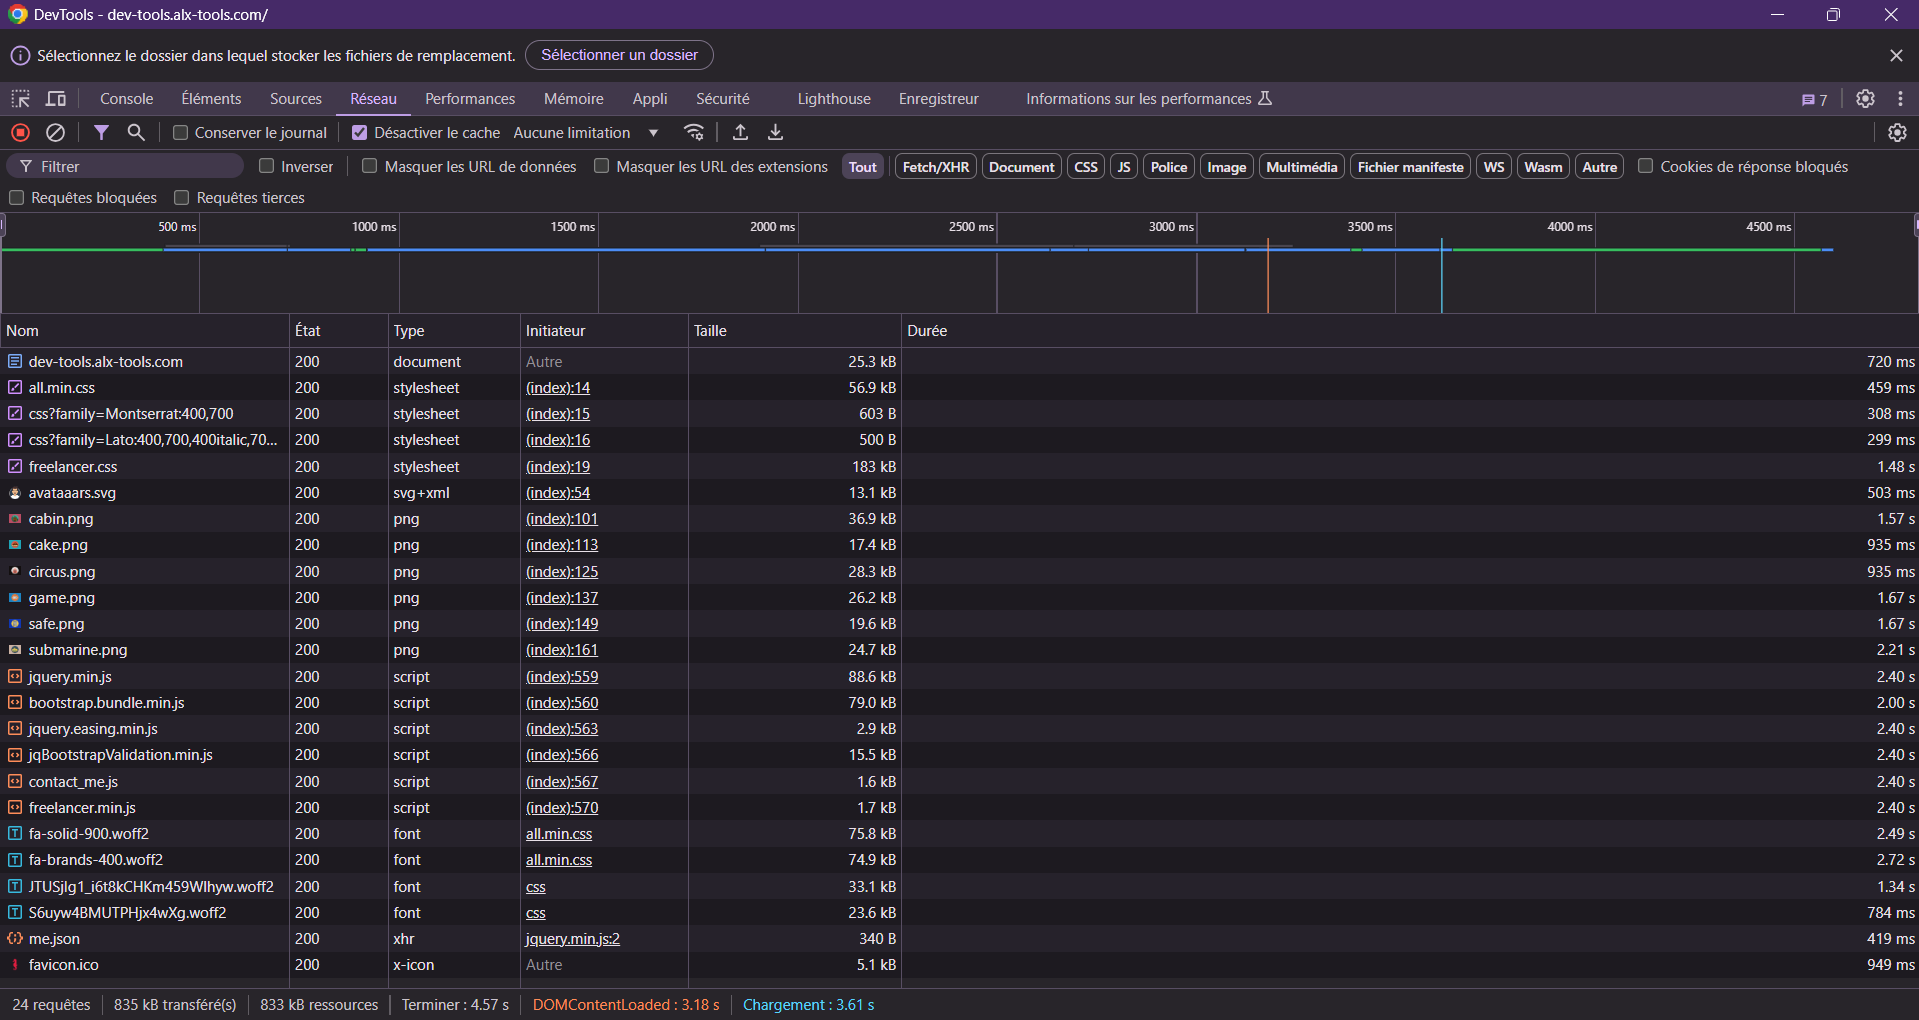 DevTools - dev-tools.alx-tools.com/
Sélectionnez le dossier dans lequel stocker les fichiers de remplacement. Sélectionner un dossier
Console Éléments Sources Réseau Performances Mémoire Appli Sécurité Lighthouse Enregistreur Informations sur les performances 7
Conserver le journal Désactiver le cache Aucune limitation
Filtrer Inverser Masquer les URL de données Masquer les URL des extensions Tout Fetch/XHR Document CSS JS Police Image Multimédia Fichier manifeste WS Wasm Autre Cookies de réponse bloqués
Requêtes bloquées Requêtes tierces
500 ms 1000 ms 1500 ms 2000 ms 2500 ms 3000 ms 3500 ms 4000 ms 4500 ms
Nom État Type Initiateur Taille Durée
dev-tools.alx-tools.com 200 document Autre 25.3 kB 720 ms
all.min.css 200 stylesheet (index):14 56.9 kB 459 ms
css?family=Montserrat:400,700 200 stylesheet (index):15 603 B 308 ms
css?family=Lato:400,700,400italic,70... 200 stylesheet (index):16 500 B 299 ms
freelancer.css 200 stylesheet (index):19 183 kB 1.48 s
avataaars.svg 200 svg+xml (index):54 13.1 kB 503 ms
cabin.png 200 png (index):101 36.9 kB 1.57 s
cake.png 200 png (index):113 17.4 kB 935 ms
circus.png 200 png (index):125 28.3 kB 935 ms
game.png 200 png (index):137 26.2 kB 1.67 s
safe.png 200 png (index):149 19.6 kB 1.67 s
submarine.png 200 png (index):161 24.7 kB 2.21 s
jquery.min.js 200 script (index):559 88.6 kB 2.40 s
bootstrap.bundle.min.js 200 script (index):560 79.0 kB 2.00 s
jquery.easing.min.js 200 script (index):563 2.9 kB 2.40 s
jqBootstrapValidation.min.js 200 script (index):566 15.5 kB 2.40 s
contact_me.js 200 script (index):567 1.6 kB 2.40 s
freelancer.min.js 200 script (index):570 1.7 kB 2.40 s
fa-solid-900.woff2 200 font all.min.css 75.8 kB 2.49 s
fa-brands-400.woff2 200 font all.min.css 74.9 kB 2.72 s
JTUSjIg1_i6t8kCHKm459Wlhyw.woff2 200 font css 33.1 kB 1.34 s
S6uyw4BMUTPHjx4wXg.woff2 200 font css 23.6 kB 784 ms
me.json 200 xhr jquery.min.js:2 340 B 419 ms
favicon.ico 200 x-icon Autre 5.1 kB 949 ms
24 requêtes 835 kB transféré(s) 833 kB ressources Terminer : 4.57 s DOMContentLoaded : 3.18 s Chargement : 3.61 s